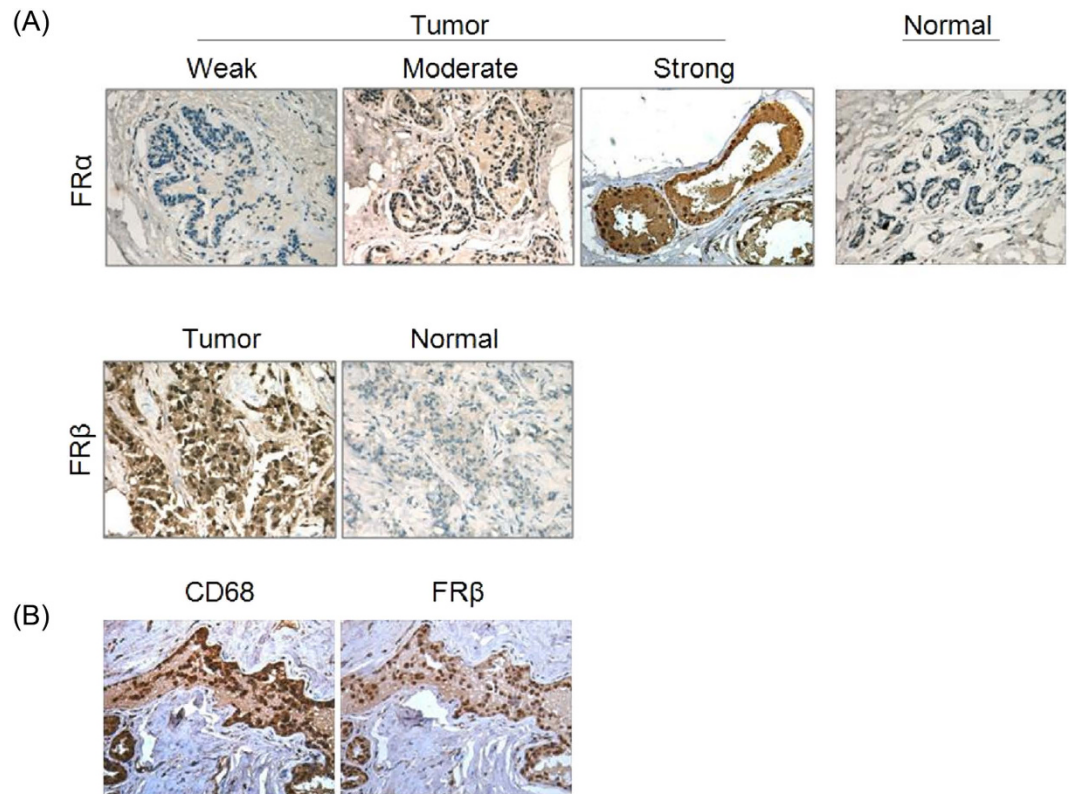 (A)
Tumor
Normal
Weak
Moderate
Strong
FRα
Tumor
Normal
FRβ
(B)
CD68
FRβ